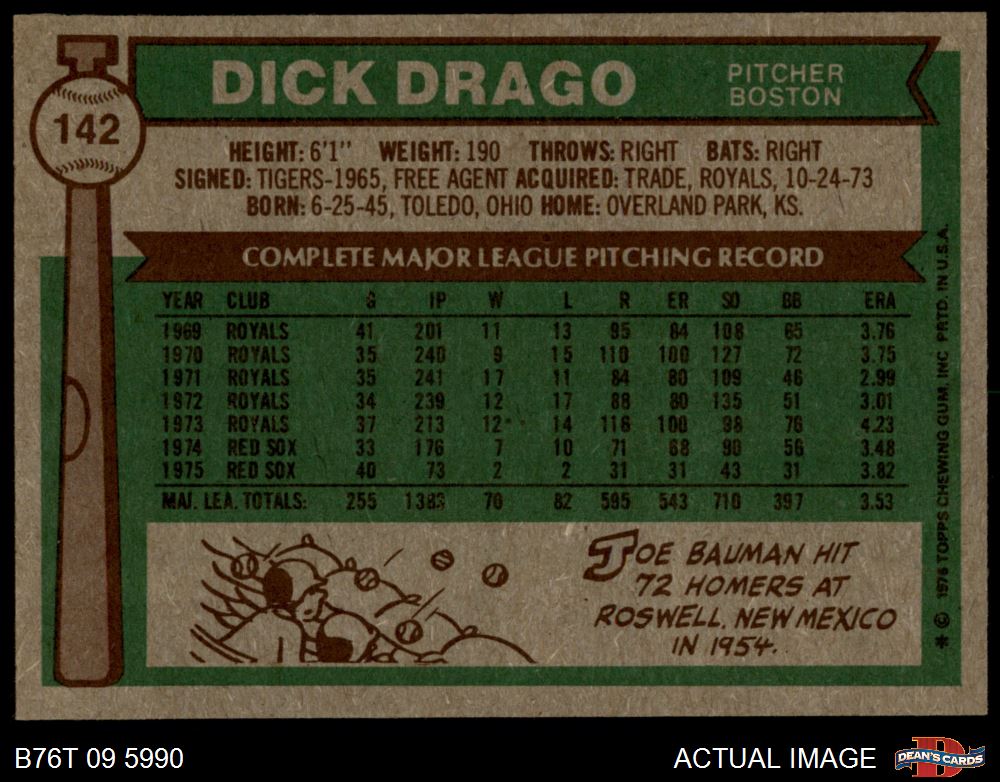 142
DICK DRAGO
PITCHER
BOSTON
HEIGHT: 6'1" WEIGHT: 190 THROWS: RIGHT BATS: RIGHT
SIGNED: TIGERS-1965, FREE AGENT ACQUIRED: TRADE, ROYALS, 10-24-73
BORN: 6-25-45, TOLEDO, OHIO HOME: OVERLAND PARK, KS.
COMPLETE MAJOR LEAGUE PITCHING RECORD
YEAR CLUB G IP W L R ER SO BB ERA
1969 ROYALS 41 201 11 13 95 84 108 65 3.76
1970 ROYALS 35 240 9 15 110 100 127 72 3.75
1971 ROYALS 35 241 17 11 84 80 109 46 2.99
1972 ROYALS 34 239 12 17 88 80 135 51 3.01
1973 ROYALS 37 213 12 14 116 100 98 76 4.23
1974 RED SOX 33 176 7 10 71 68 90 56 3.48
1975 RED SOX 40 73 2 2 31 31 43 31 3.82
MAJ. LEA. TOTALS: 255 1383 70 82 595 543 710 397 3.53
JOE BAUMAN HIT
72 HOMERS AT
ROSWELL, NEW MEXICO
IN 1954.
* © 1976 TOPPS CHEWING GUM, INC PRTD. IN U.S.A.
B76T 09 5990
ACTUAL IMAGE
DEAN'S CARDS